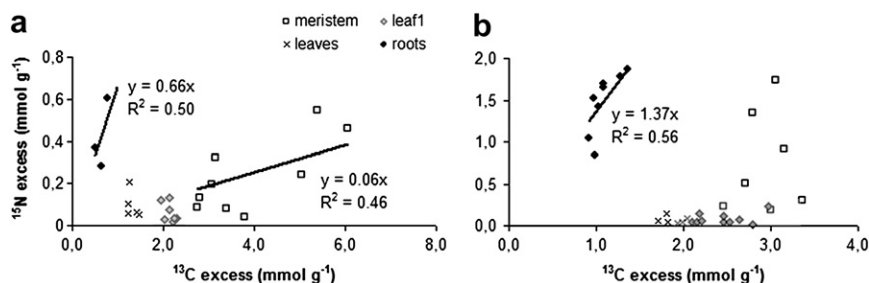 a
□ meristem ◇ leaf1
× leaves ◆ roots
¹⁵N excess (mmol g⁻¹)
0.8
0.6
0.4
0.2
0
y = 0.66x
R² = 0.50
y = 0.06x
R² = 0.46
0,0 2,0 4,0 6,0 8,0
¹³C excess (mmol g⁻¹)
b
2,0
1,5
1,0
0,5
0,0
y = 1.37x
R² = 0.56
0,0 1,0 2,0 3,0 4,0
¹³C excess (mmol g⁻¹)